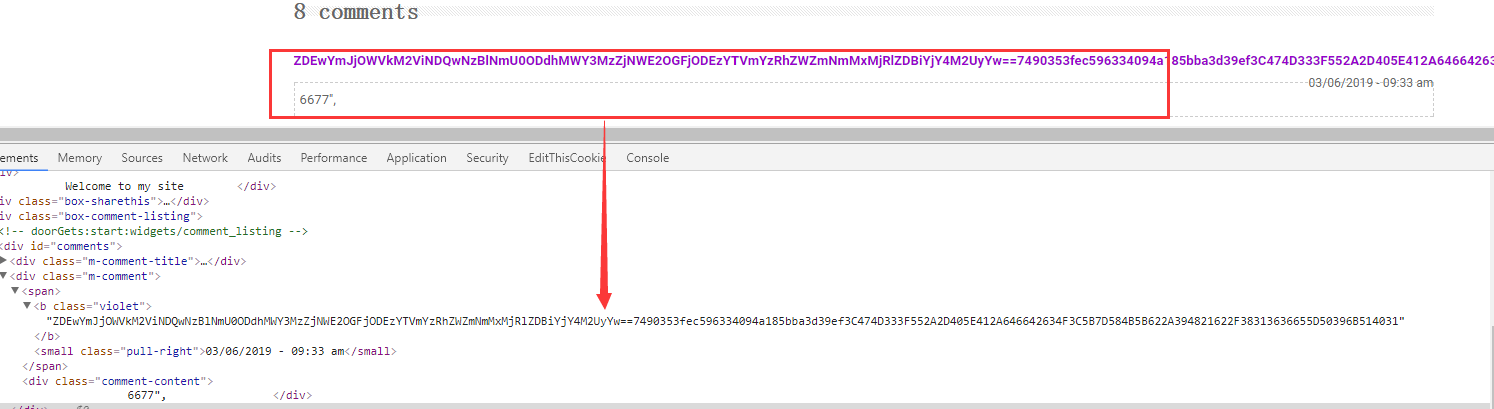 8 comments
ZDEwYmJjOWVkM2ViNDQwNzBlNmU0ODdhMWY3MzZjNWE2OGFjODEzYTVmYzRhZWZmNmMxMjRlZDBiYjY4M2UyYw==7490353fec596334094a185bba3d39ef3C474D333F552A2D405E412A64664263
03/06/2019 - 09:33 am
6677",
ements Memory Sources Network Audits Performance Application Security EditThisCookie Console
iv>
Welcome to my site </div>
iv class="box-sharethis">…</div>
iv class="box-comment-listing">
<!-- doorGets:start:widgets/comment_listing -->
<div id="comments">
<div class="m-comment-title">…</div>
<div class="m-comment">
<span>
<b class="violet">
"ZDEwYmJjOWVkM2ViNDQwNzBlNmU0ODdhMWY3MzZjNWE2OGFjODEzYTVmYzRhZWZmNmMxMjRlZDBiYjY4M2UyYw==7490353fec596334094a185bba3d39ef3C474D333F552A2D405E412A646642634F3C5B7D584B5B622A394821622F38313636655D50396B514031"
</b>
<small class="pull-right">03/06/2019 - 09:33 am</small>
</span>
<div class="comment-content">
6677", </div>